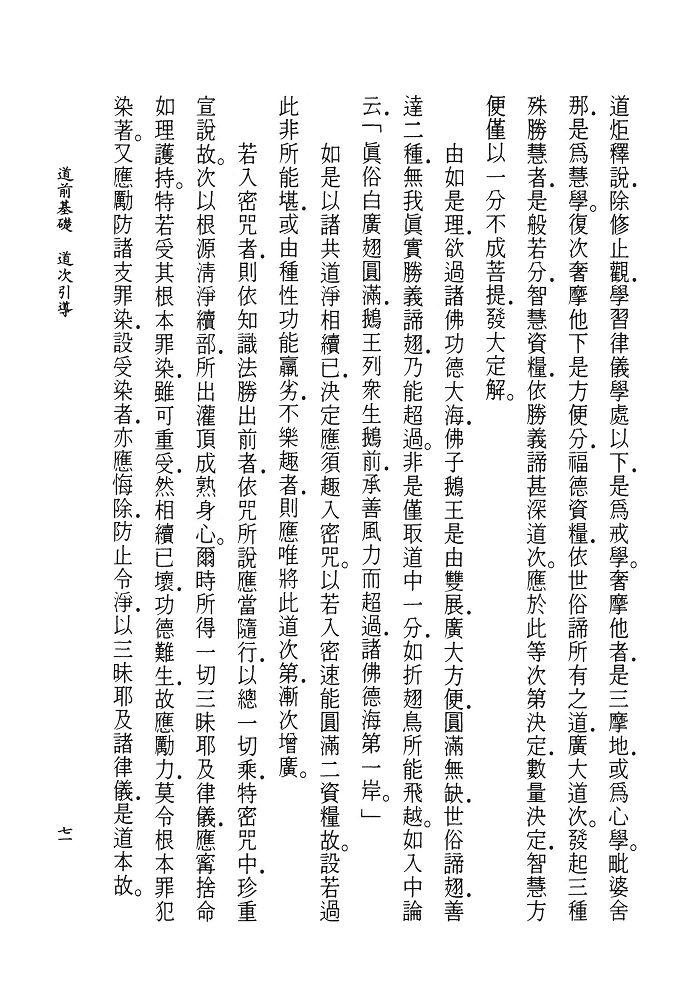 道炬釋說．除修止觀．學習律儀學處以下．是爲戒學。奢摩他者．是三摩地．或爲心學。毗婆舍
那．是爲慧學。復次奢摩他下是方便分．福德資糧．依世俗諦所有之道．廣大道次。發起三種
殊勝慧者．是般若分．智慧資糧．依勝義諦甚深道次。應於此等次第決定．數量決定．智慧方
便僅以一分不成菩提．發大定解。
由如是理．欲過諸佛功德大海．佛子鵝王是由雙展．廣大方便．圓滿無缺．世俗諦翅．善
達二種．無我眞實勝義諦翅．乃能超過。非是僅取道中一分．如折翅鳥所能飛越。如入中論
云．「眞俗白廣翅圓滿．鵝王列衆生鵝前．承善風力而超過．諸佛德海第一岸。」
如是以諸共道淨相續已．決定應須趣入密咒。以若入密速能圓滿二資糧故。設若過
此非所能堪．或由種性功能羸劣．不樂趣者．則應唯將此道次第．漸次增廣。
若入密咒者．則依知識法勝出前者．依咒所說應當隨行．以總一切乘．特密咒中．珍重
宣說故。次以根源淸淨續部．所出灌頂成熟身心。爾時所得一切三昧耶及律儀．應寗捨命
如理護持。特若受其根本罪染．雖可重受．然相續已壞．功德難生．故應勵力．莫令根本罪犯
染著。又應勵防諸支罪染．設受染者．亦應悔除．防止令淨．以三昧耶及諸律儀．是道本故。
道前基礎　道次引導
七一